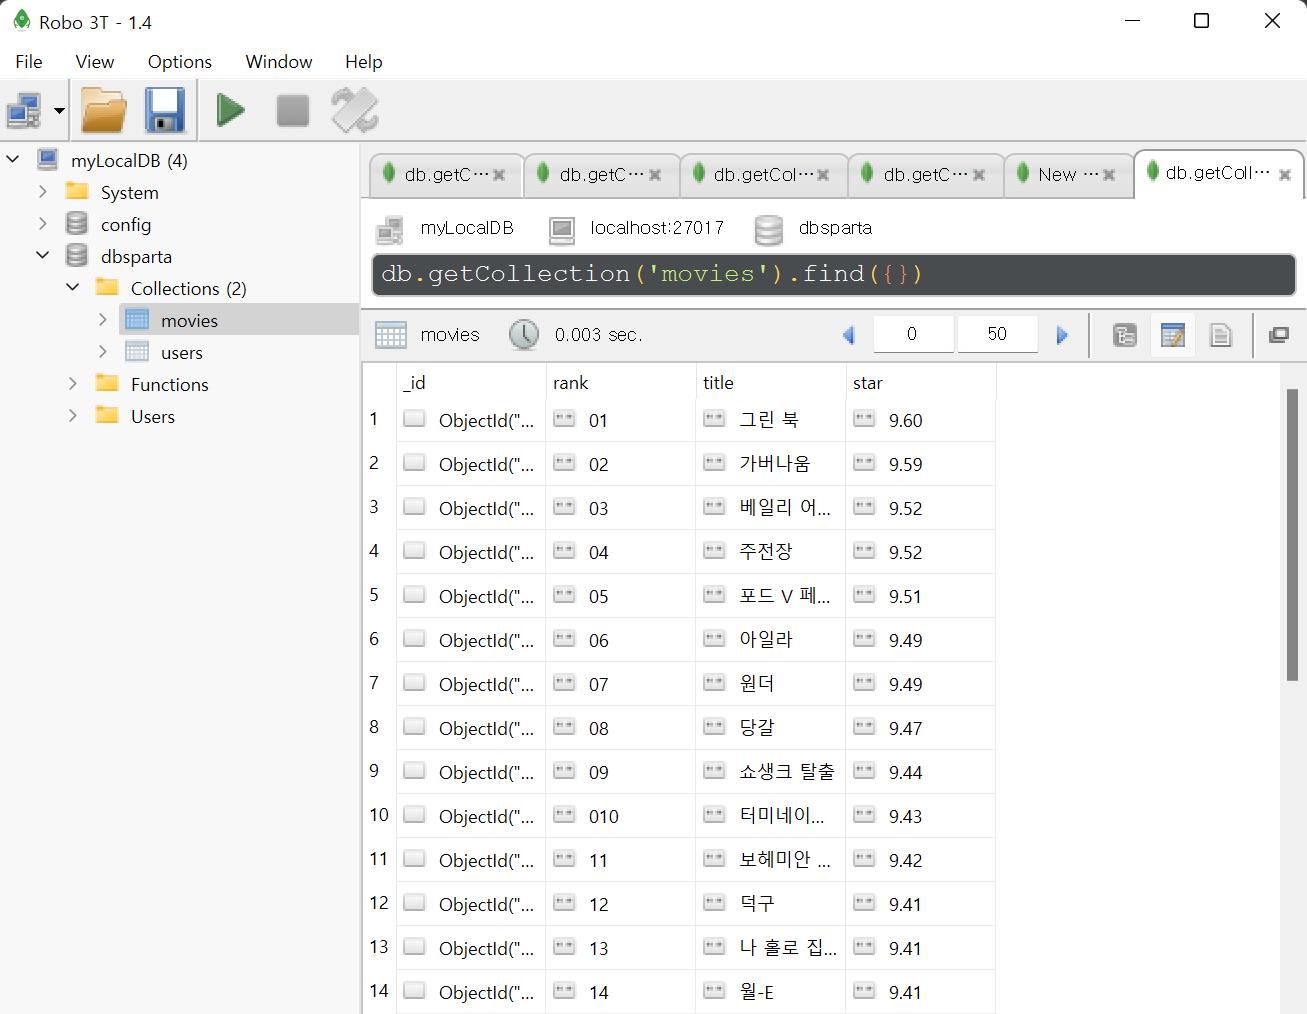 Robo 3T - 1.4
File View Options Window Help
myLocalDB (4)
System
config
dbsparta
Collections (2)
movies
users
Functions
Users
db.getC··· db.getC··· db.getCol··· db.getC··· New ··· db.getColl···
myLocalDB localhost:27017 dbsparta
db.getCollection('movies').find({})
movies 0.003 sec. 0 50
_id rank title star
1 ObjectId("... 01 그린 북 9.60
2 ObjectId("... 02 가버나움 9.59
3 ObjectId("... 03 베일리 어... 9.52
4 ObjectId("... 04 주전장 9.52
5 ObjectId("... 05 포드 V 페... 9.51
6 ObjectId("... 06 아일라 9.49
7 ObjectId("... 07 원더 9.49
8 ObjectId("... 08 당갈 9.47
9 ObjectId("... 09 쇼생크 탈출 9.44
10 ObjectId("... 010 터미네이... 9.43
11 ObjectId("... 11 보헤미안 ... 9.42
12 ObjectId("... 12 덕구 9.41
13 ObjectId("... 13 나 홀로 집... 9.41
14 ObjectId("... 14 월-E 9.41